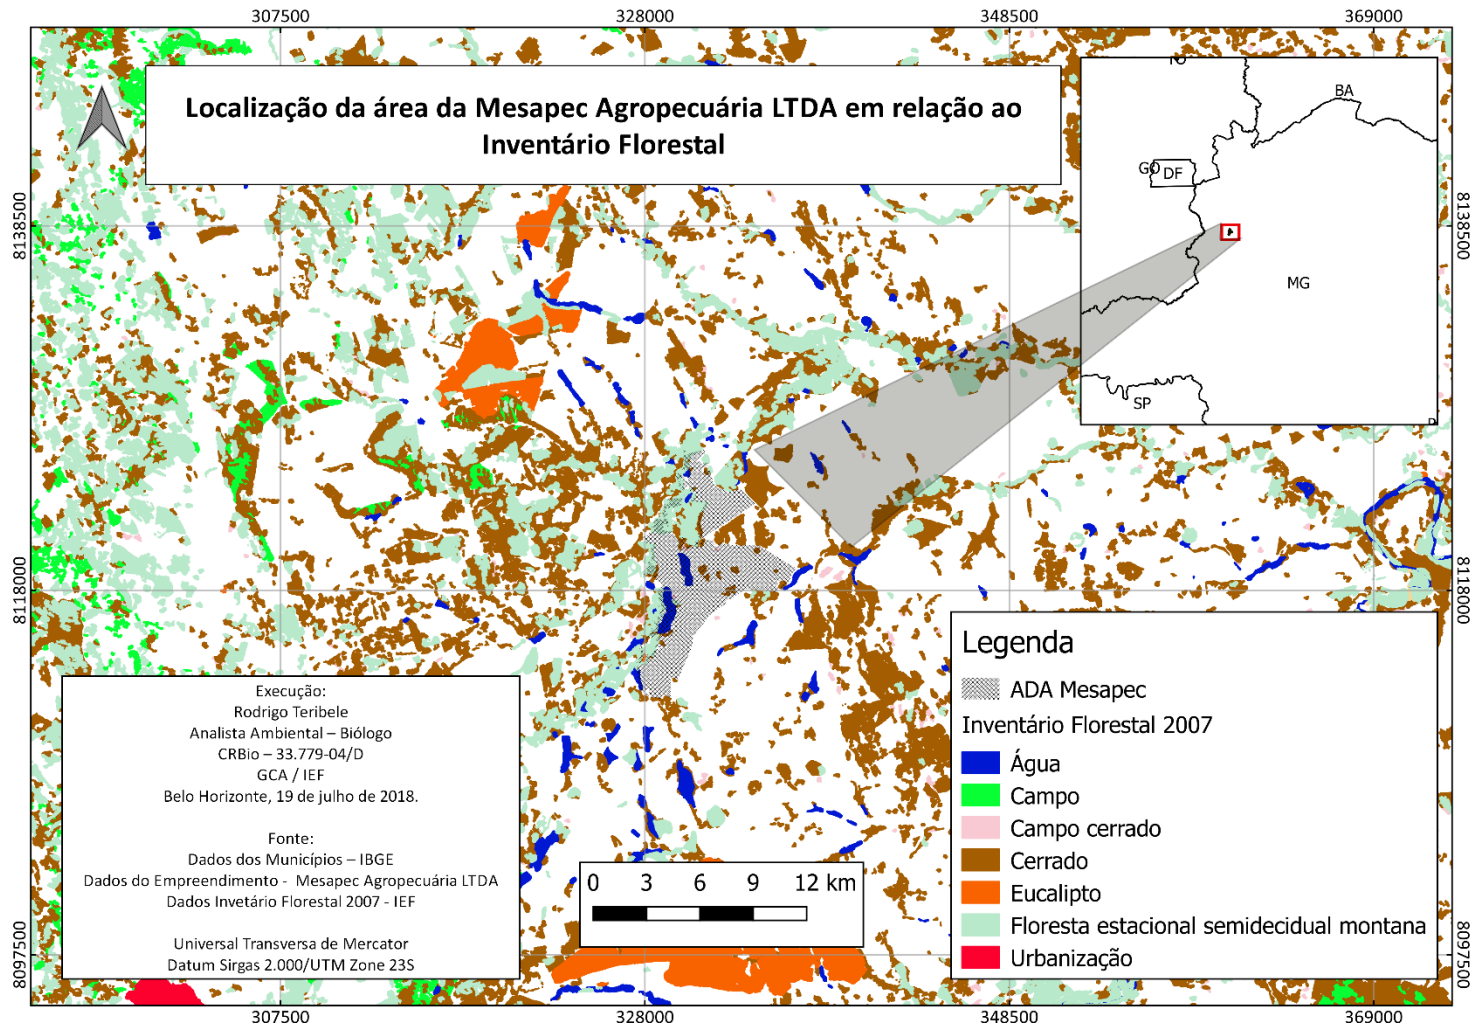 307500
328000
348500
369000
Localização da área da Mesapec Agropecuária LTDA em relação ao
Inventário Florestal
BA
GO
DF
MG
SP
8138500
8138500
8118000
8118000
8097500
8097500
Legenda
ADA Mesapec
Inventário Florestal 2007
Água
Campo
Campo cerrado
Cerrado
Eucalipto
Floresta estacional semidecidual montana
Urbanização
Execução:
Rodrigo Teribele
Analista Ambiental – Biólogo
CRBio – 33.779-04/D
GCA / IEF
Belo Horizonte, 19 de julho de 2018.
Fonte:
Dados dos Municípios – IBGE
Dados do Empreendimento - Mesapec Agropecuária LTDA
Dados Invetário Florestal 2007 - IEF
Universal Transversa de Mercator
Datum Sirgas 2.000/UTM Zone 23S
0 3 6 9 12 km
307500
328000
348500
369000